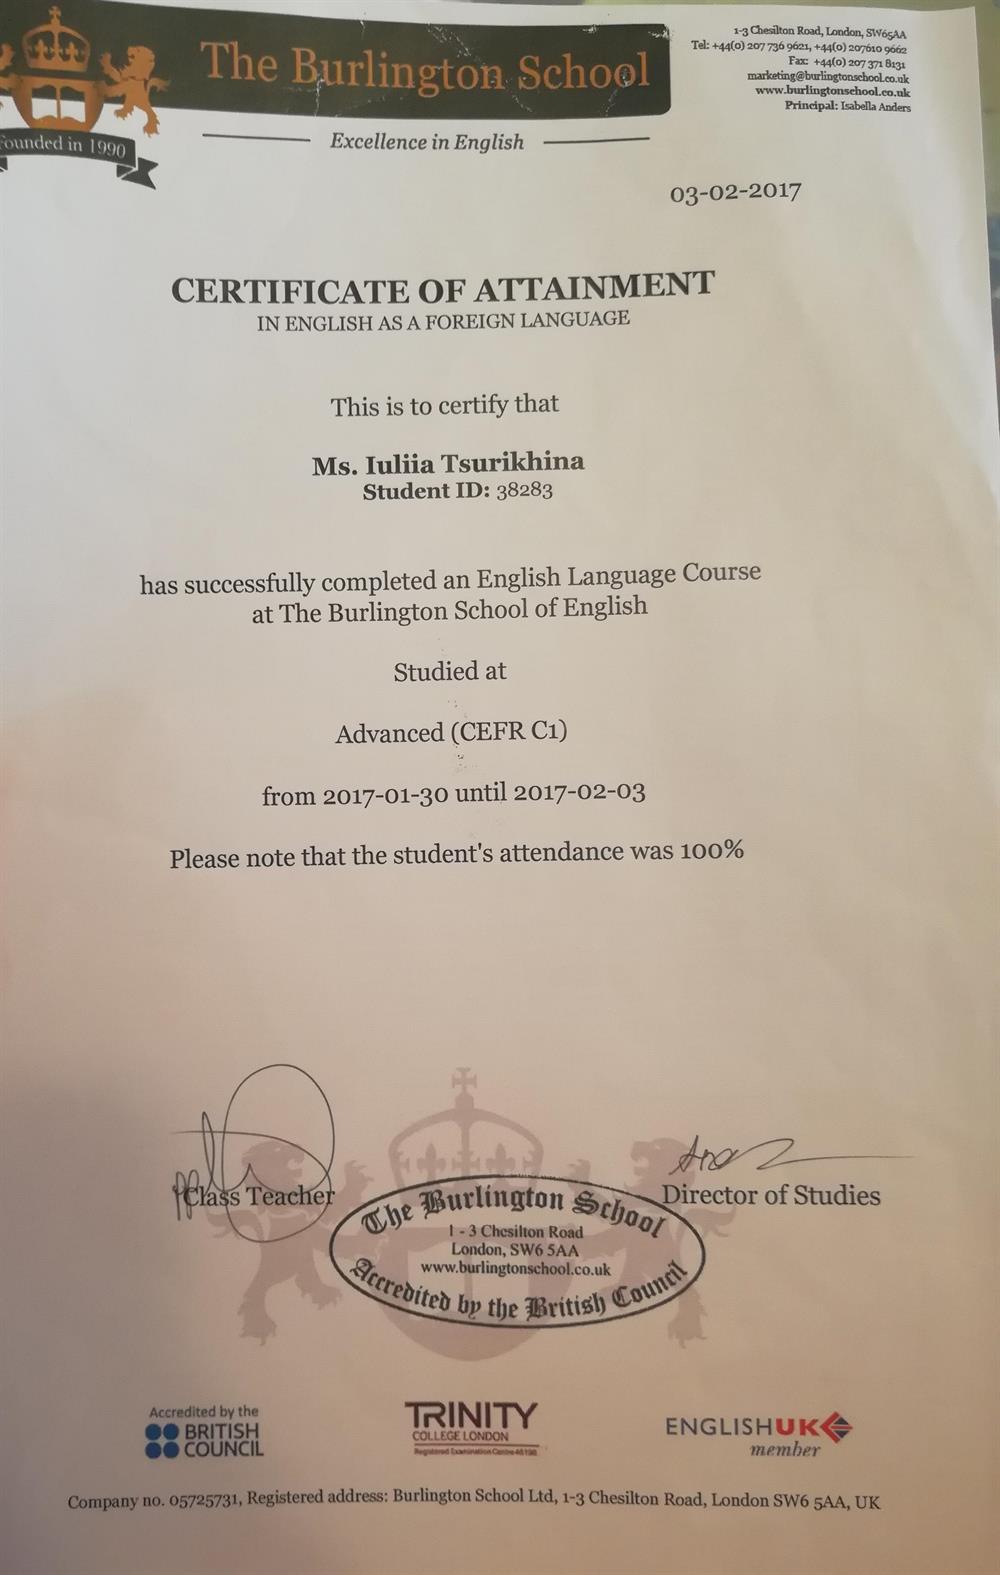 The Burlington School
Excellence in English
Founded in 1990
1-3 Chesilton Road, London, SW65AA
Tel: +44(0) 207 736 9621, +44(0) 207610 9662
Fax: +44(0) 207 371 8131
marketing@burlingtonschool.co.uk
www.burlingtonschool.co.uk
Principal: Isabella Anders
03-02-2017
CERTIFICATE OF ATTAINMENT
IN ENGLISH AS A FOREIGN LANGUAGE
This is to certify that
Ms. Iuliia Tsurikhina
Student ID: 38283
has successfully completed an English Language Course
at The Burlington School of English
Studied at
Advanced (CEFR C1)
from 2017-01-30 until 2017-02-03
Please note that the student's attendance was 100%
pp Class Teacher
Director of Studies
The Burlington School
1 - 3 Chesilton Road
London, SW6 5AA
www.burlingtonschool.co.uk
Accredited by the British Council
Accredited by the
BRITISH
COUNCIL
TRINITY
COLLEGE LONDON
Registered Examination Centre
ENGLISHUK
member
Company no. 05725731, Registered address: Burlington School Ltd, 1-3 Chesilton Road, London SW6 5AA, UK